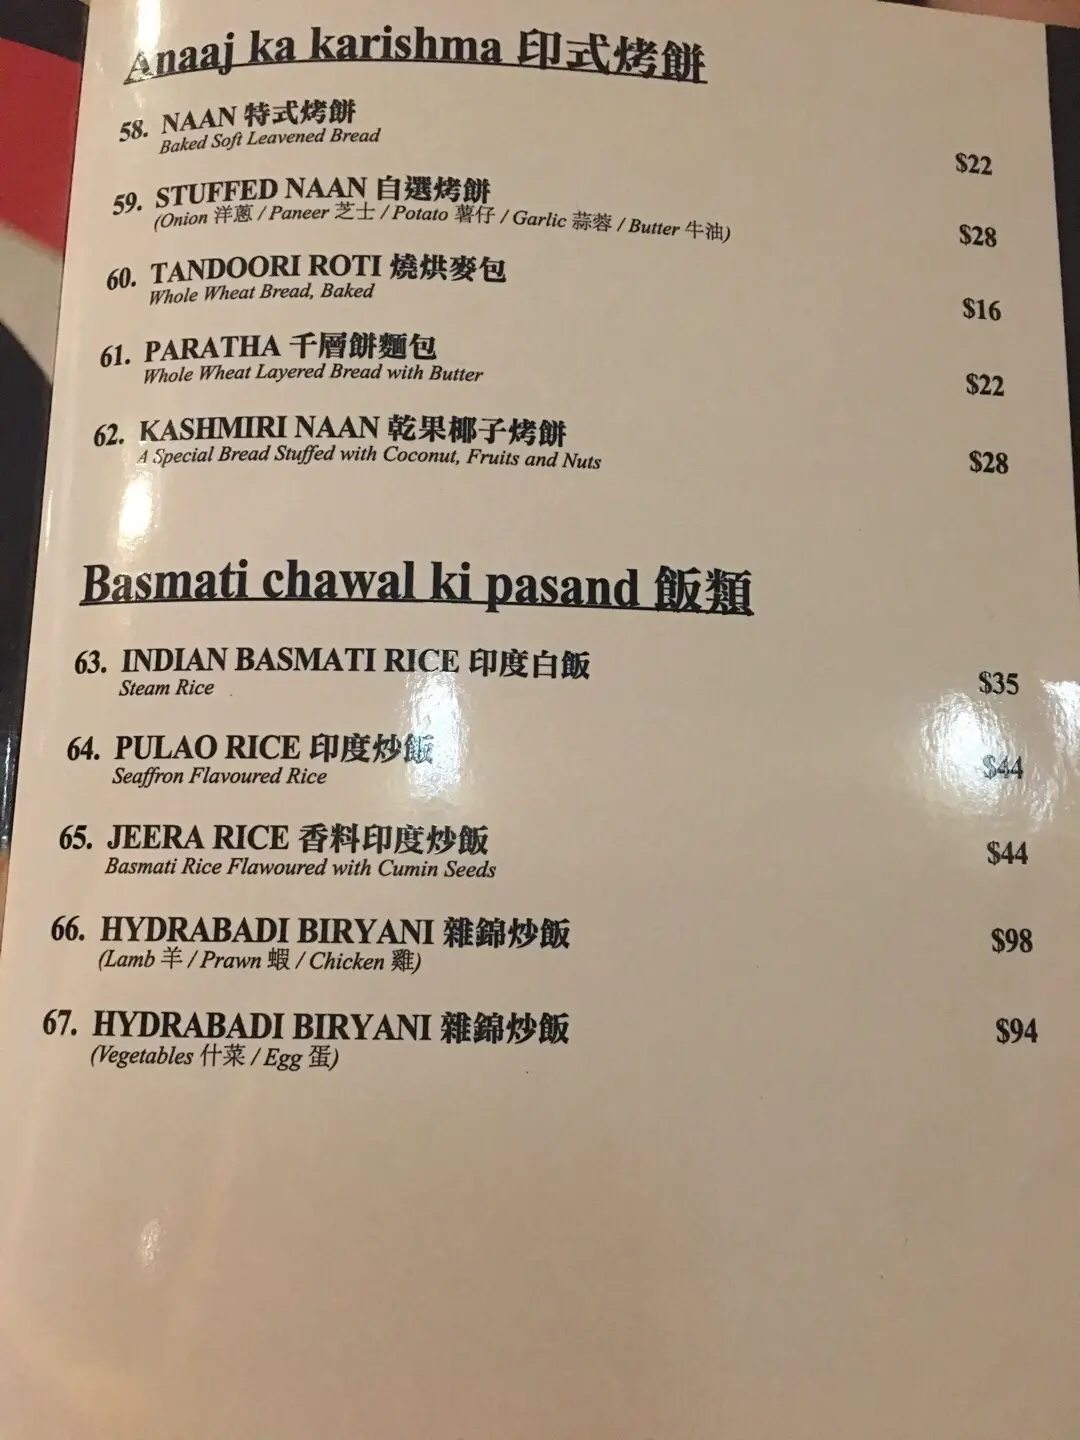 Anaaj ka karishma 印式烤餅
58. NAAN 特式烤餅
Baked Soft Leavened Bread
$22
59. STUFFED NAAN 自選烤餅
(Onion 洋蔥 / Paneer 芝士 / Potato 薯仔 / Garlic 蒜蓉 / Butter 牛油)
$28
60. TANDOORI ROTI 燒烘麥包
Whole Wheat Bread, Baked
$16
61. PARATHA 千層餅麵包
Whole Wheat Layered Bread with Butter
$22
62. KASHMIRI NAAN 乾果椰子烤餅
A Special Bread Stuffed with Coconut, Fruits and Nuts
$28
Basmati chawal ki pasand 飯類
63. INDIAN BASMATI RICE 印度白飯
Steam Rice
$35
64. PULAO RICE 印度炒飯
Seaffron Flavoured Rice
$44
65. JEERA RICE 香料印度炒飯
Basmati Rice Flawoured with Cumin Seeds
$44
66. HYDRABADI BIRYANI 雜錦炒飯
(Lamb 羊 / Prawn 蝦 / Chicken 雞)
$98
67. HYDRABADI BIRYANI 雜錦炒飯
(Vegetables 什菜 / Egg 蛋)
$94